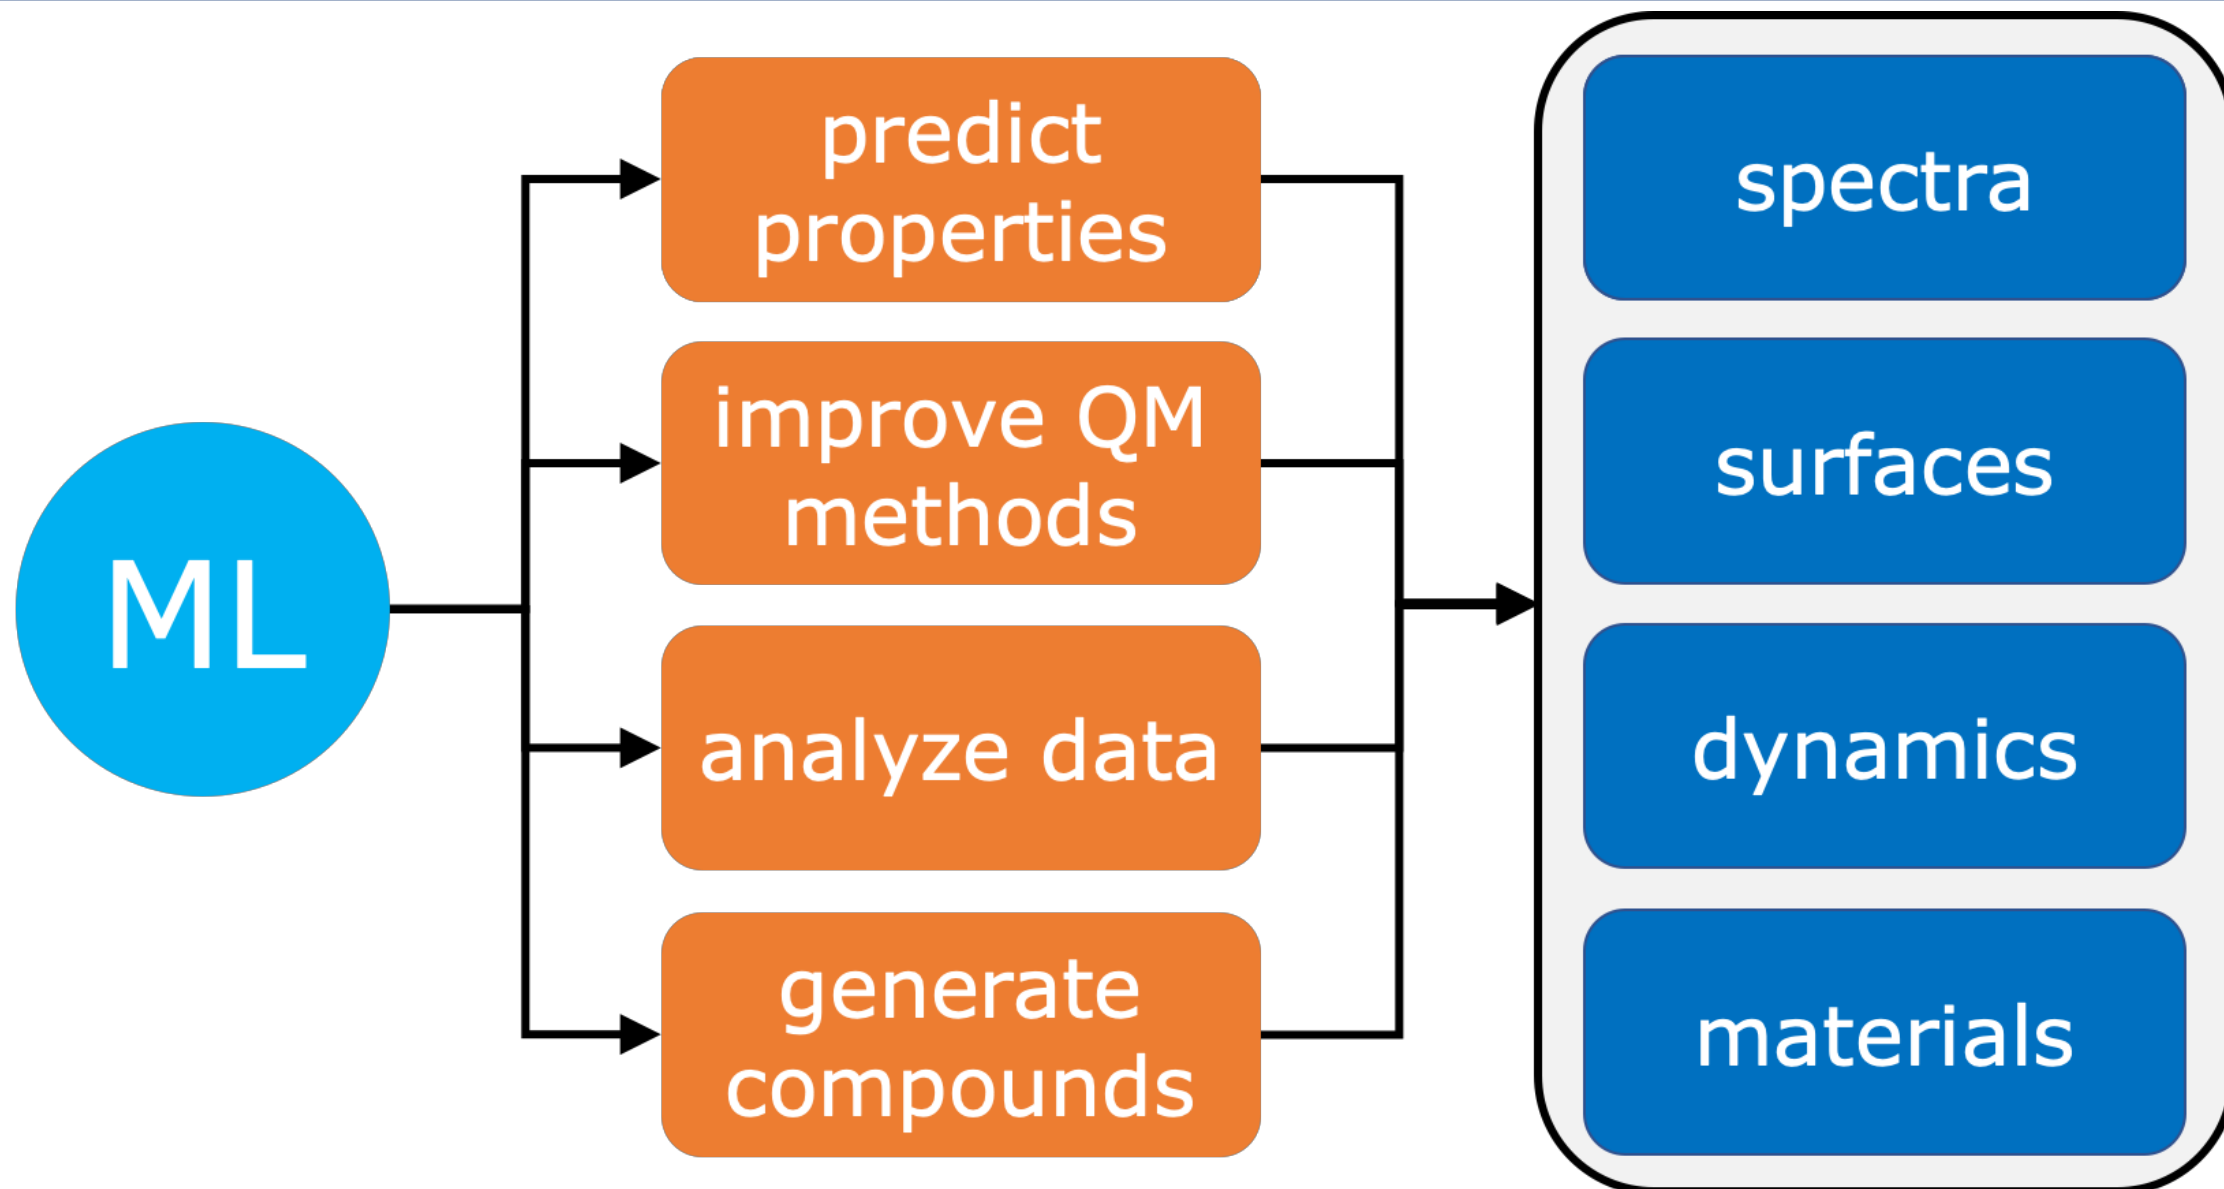 ML
predict
properties
improve QM
methods
analyze data
generate
compounds
spectra
surfaces
dynamics
materials